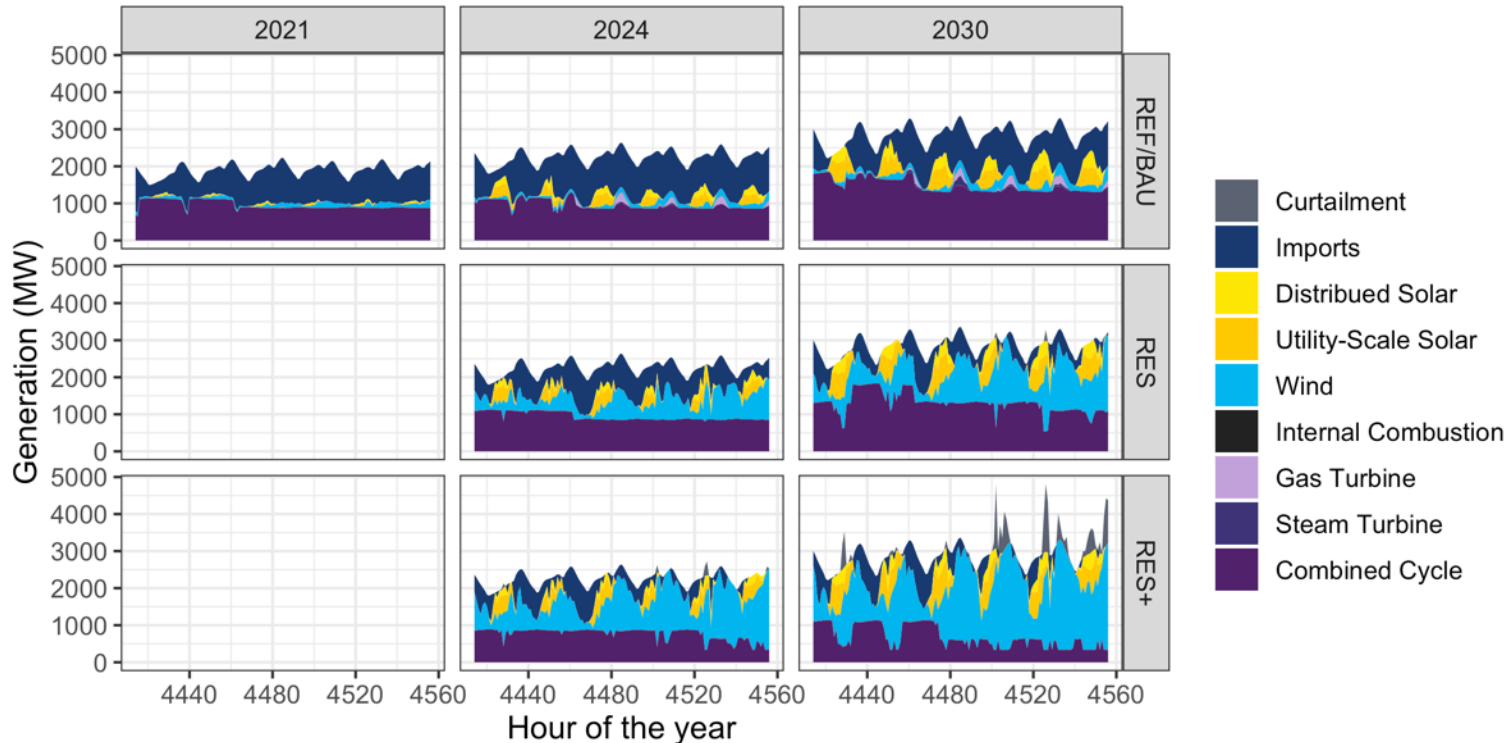 2021 2024 2030
5000
4000
3000
2000
1000
0
REF/BAU
5000
4000
3000
2000
1000
0
RES
5000
4000
3000
2000
1000
0
RES+
Generation (MW)
4440 4480 4520 4560 4440 4480 4520 4560 4440 4480 4520 4560
Hour of the year
Curtailment
Imports
Distribued Solar
Utility-Scale Solar
Wind
Internal Combustion
Gas Turbine
Steam Turbine
Combined Cycle